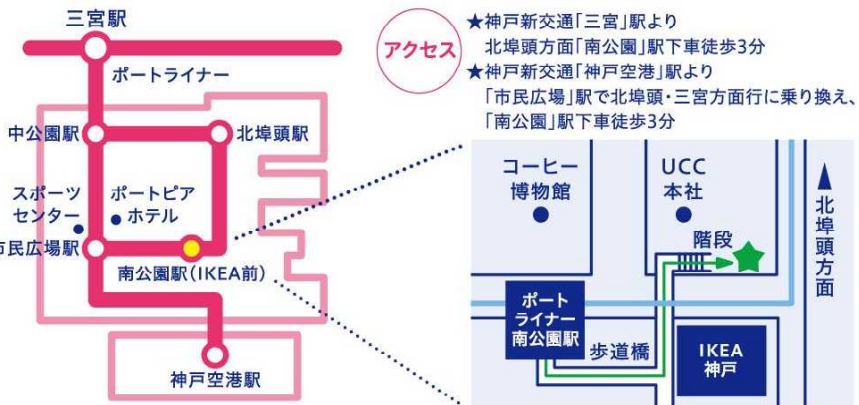 三宮駅
ポートライナー
中公園駅
北埠頭駅
スポーツ
センター
ポートピア
ホテル
市民広場駅
南公園駅(IKEA前)
神戸空港駅
アクセス
★神戸新交通「三宮」駅より
北埠頭方面「南公園」駅下車徒歩3分
★神戸新交通「神戸空港」駅より
「市民広場」駅で北埠頭・三宮方面行に乗り換え、
「南公園」駅下車徒歩3分
コーヒー
博物館
UCC
本社
階段
北埠頭方面
ポート
ライナー
南公園駅
歩道橋
IKEA
神戸